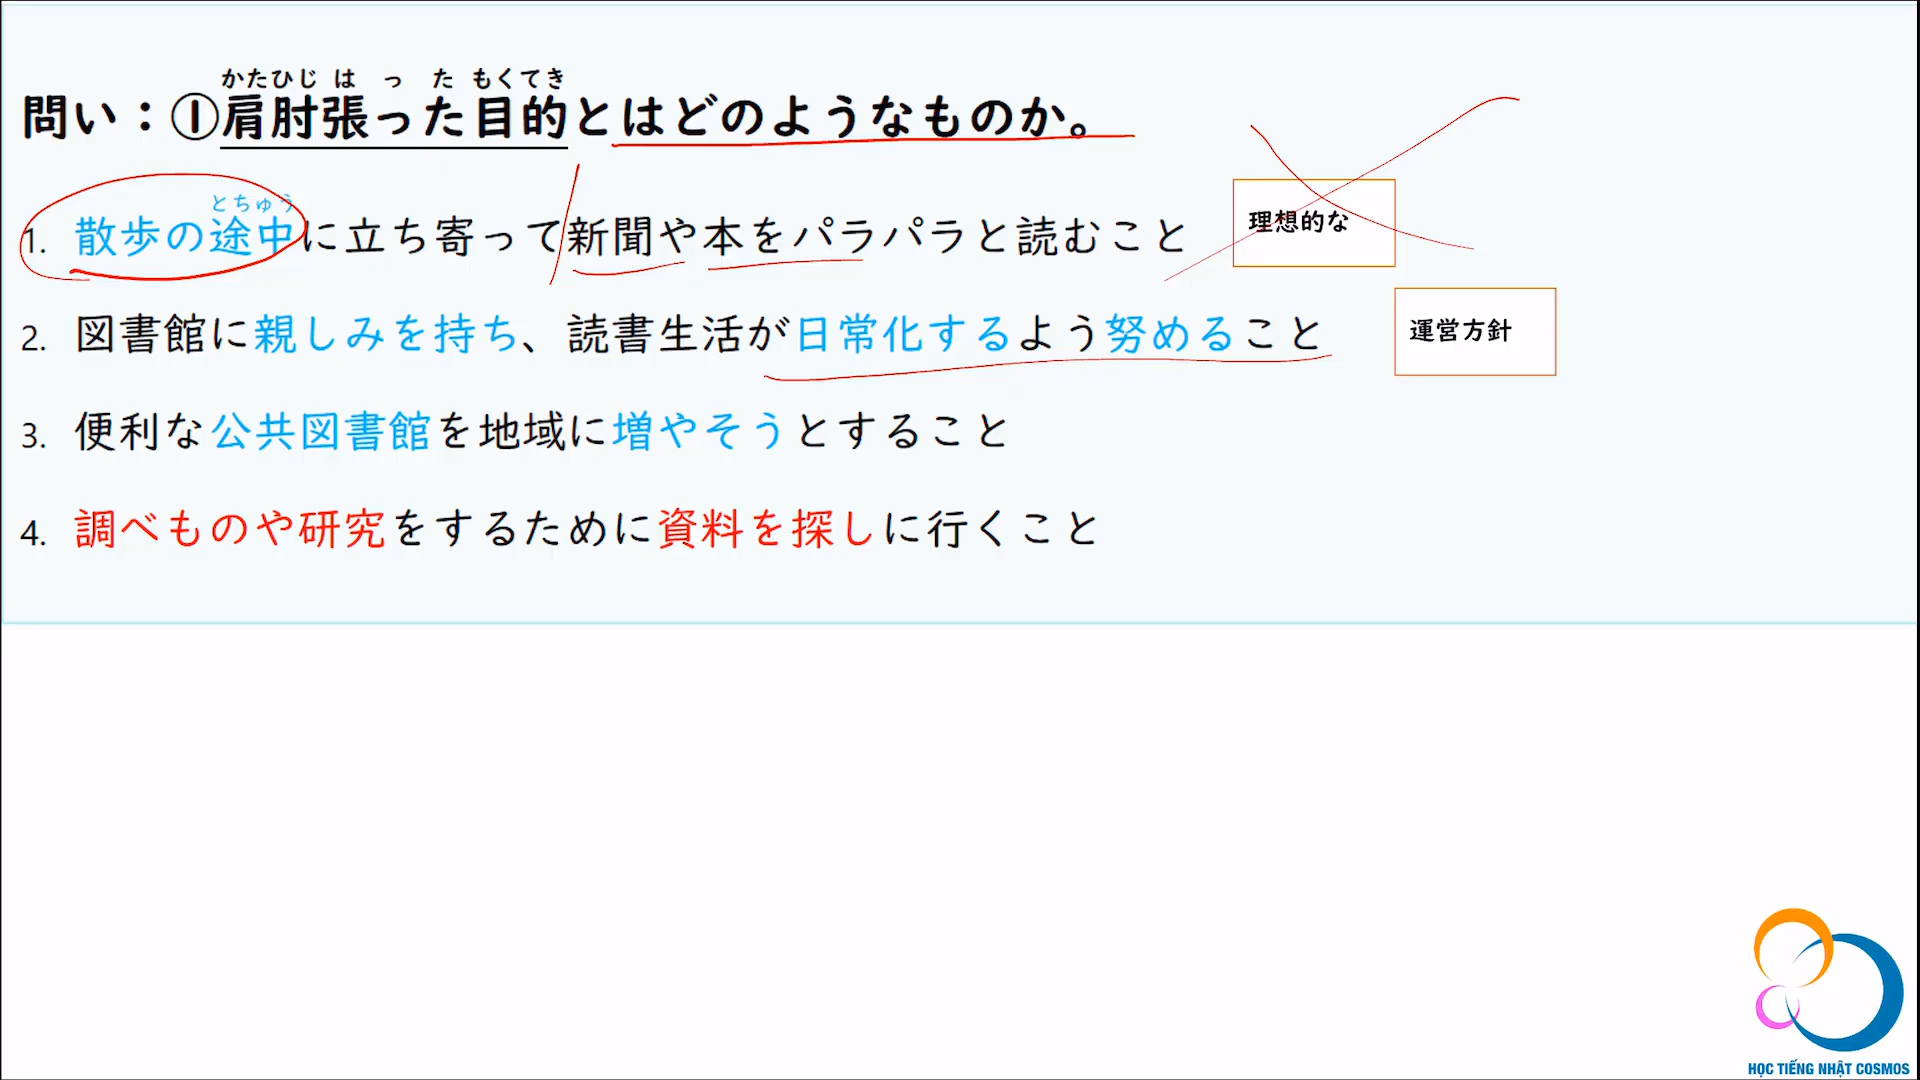 かたひじ は っ た もくてき
問い：①肩肘張った目的とはどのようなものか。
とちゅう
1. 散歩の途中に立ち寄って新聞や本をパラパラと読むこと
理想的な
2. 図書館に親しみを持ち、読書生活が日常化するよう努めること
運営方針
3. 便利な公共図書館を地域に増やそうとすること
4. 調べものや研究をするために資料を探しに行くこと
HỌC TIẾNG NHẬT COSMOS